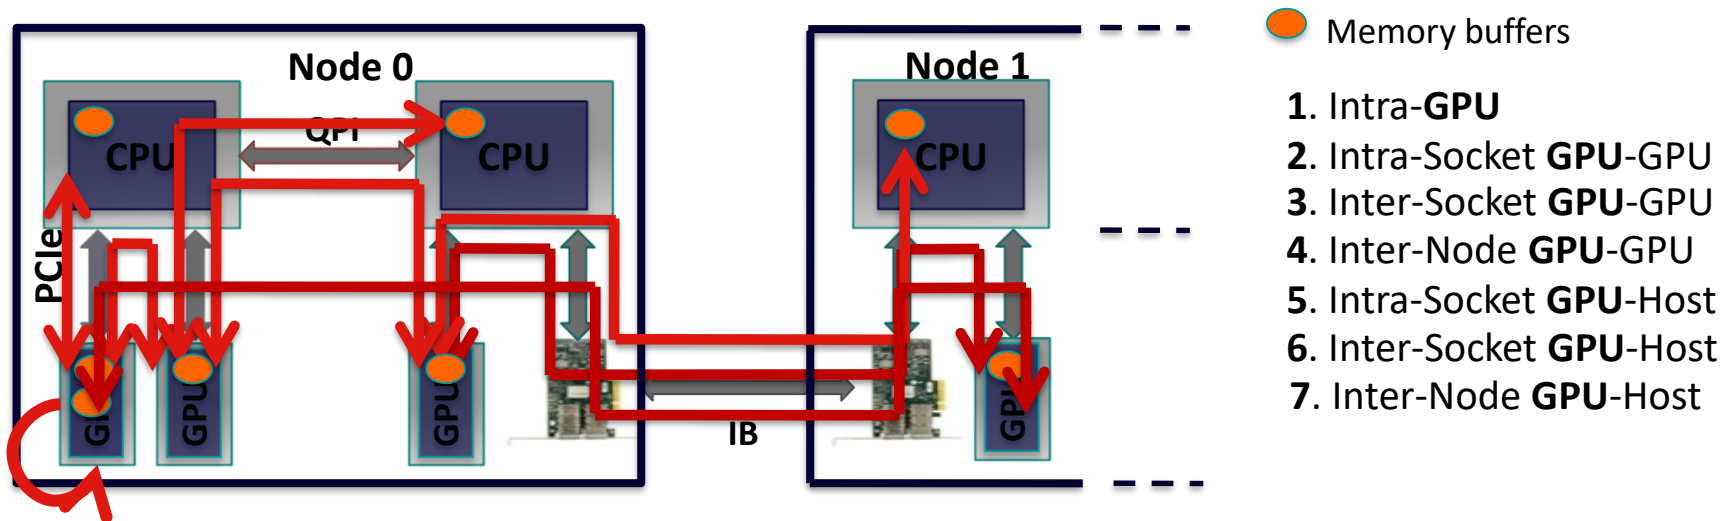 Node 0
Node 1
Memory buffers
QPI
CPU
CPU
CPU
PCIe
GPU
GPU
IB
1. Intra-GPU
2. Intra-Socket GPU-GPU
3. Inter-Socket GPU-GPU
4. Inter-Node GPU-GPU
5. Intra-Socket GPU-Host
6. Inter-Socket GPU-Host
7. Inter-Node GPU-Host